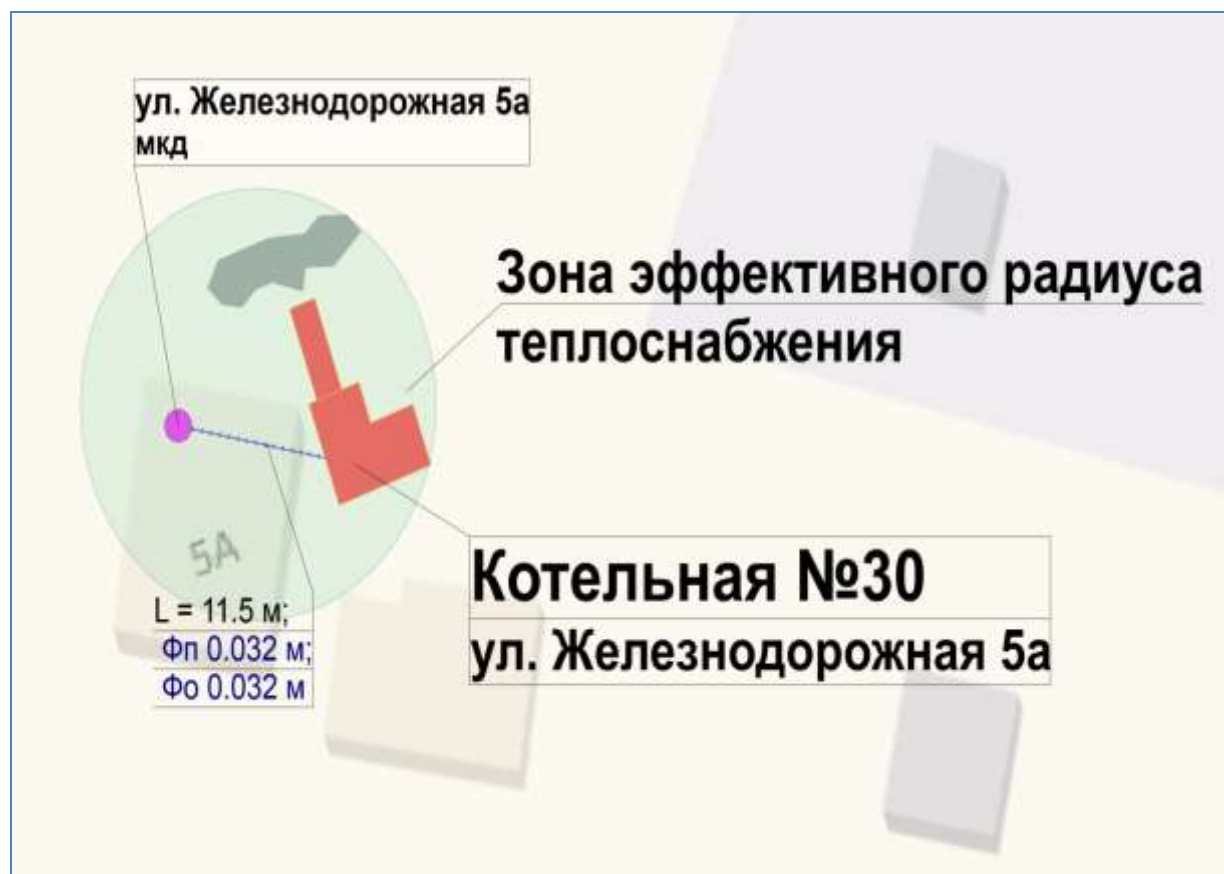 ул. Железнодорожная 5а
мкд
Зона эффективного радиуса
теплоснабжения
5А
Котельная №30
ул. Железнодорожная 5а
L = 11.5 м;
Фп 0.032 м;
Фо 0.032 м